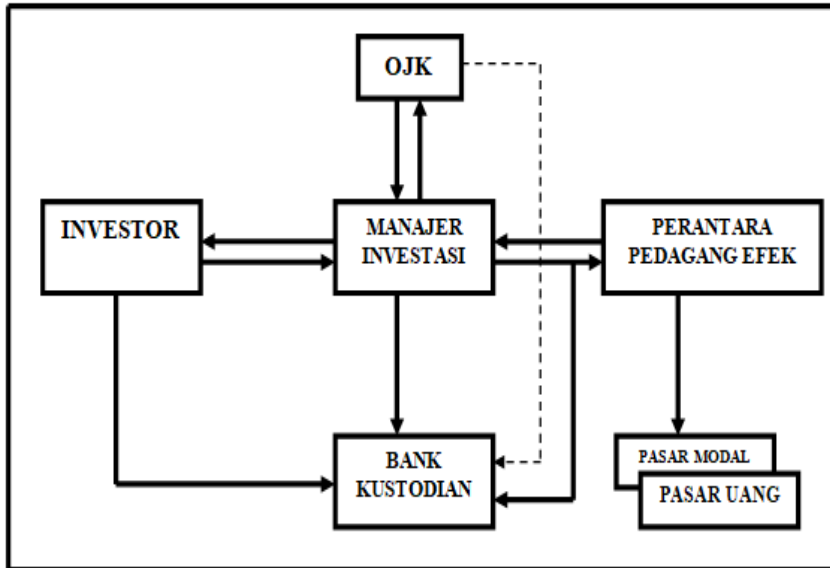 OJK
INVESTOR
MANAJER
INVESTASI
PERANTARA
PEDAGANG EFEK
BANK
KUSTODIAN
PASAR MODAL
PASAR UANG